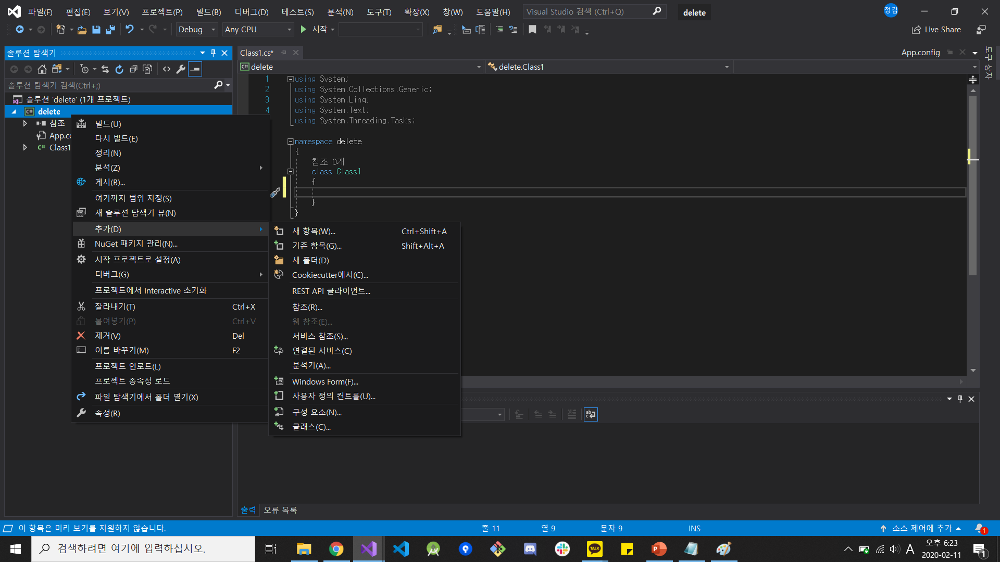 파일(F) 편집(E) 보기(V) 프로젝트(P) 빌드(B) 디버그(D) 테스트(S) 분석(N) 도구(T) 확장(X) 창(W) 도움말(H) Visual Studio 검색 (Ctrl+Q) delete 정김
Debug Any CPU 시작 Live Share
솔루션 탐색기
솔루션 탐색기 검색(Ctrl+;)
솔루션 'delete' (1개 프로젝트)
delete
참조
App.co
Class1
빌드(U)
다시 빌드(E)
정리(N)
분석(Z)
게시(B)...
여기까지 범위 지정(S)
새 솔루션 탐색기 뷰(N)
추가(D)
NuGet 패키지 관리(N)...
시작 프로젝트로 설정(A)
디버그(G)
프로젝트에서 Interactive 초기화
잘라내기(T) Ctrl+X
붙여넣기(P) Ctrl+V
제거(V) Del
이름 바꾸기(M) F2
프로젝트 언로드(L)
프로젝트 종속성 로드
파일 탐색기에서 폴더 열기(X)
속성(R)
새 항목(W)... Ctrl+Shift+A
기존 항목(G)... Shift+Alt+A
새 폴더(D)
Cookiecutter에서(C)...
REST API 클라이언트...
참조(R)...
웹 참조(E)...
서비스 참조(S)...
연결된 서비스(C)
분석기(A)...
Windows Form(F)...
사용자 정의 컨트롤(U)...
구성 요소(N)...
클래스(C)...
Class1.cs* App.config
delete delete.Class1
1 using System;
2 using System.Collections.Generic;
3 using System.Linq;
4 using System.Text;
using System.Threading.Tasks;
namespace delete
{
참조 0개
class Class1
{
}
}
도구 상자
출력 오류 목록
이 항목은 미리 보기를 지원하지 않습니다. 줄 11 열 9 문자 9 INS 소스 제어에 추가 1
검색하려면 여기에 입력하십시오. TALK A 오후 6:23
2020-02-11 1